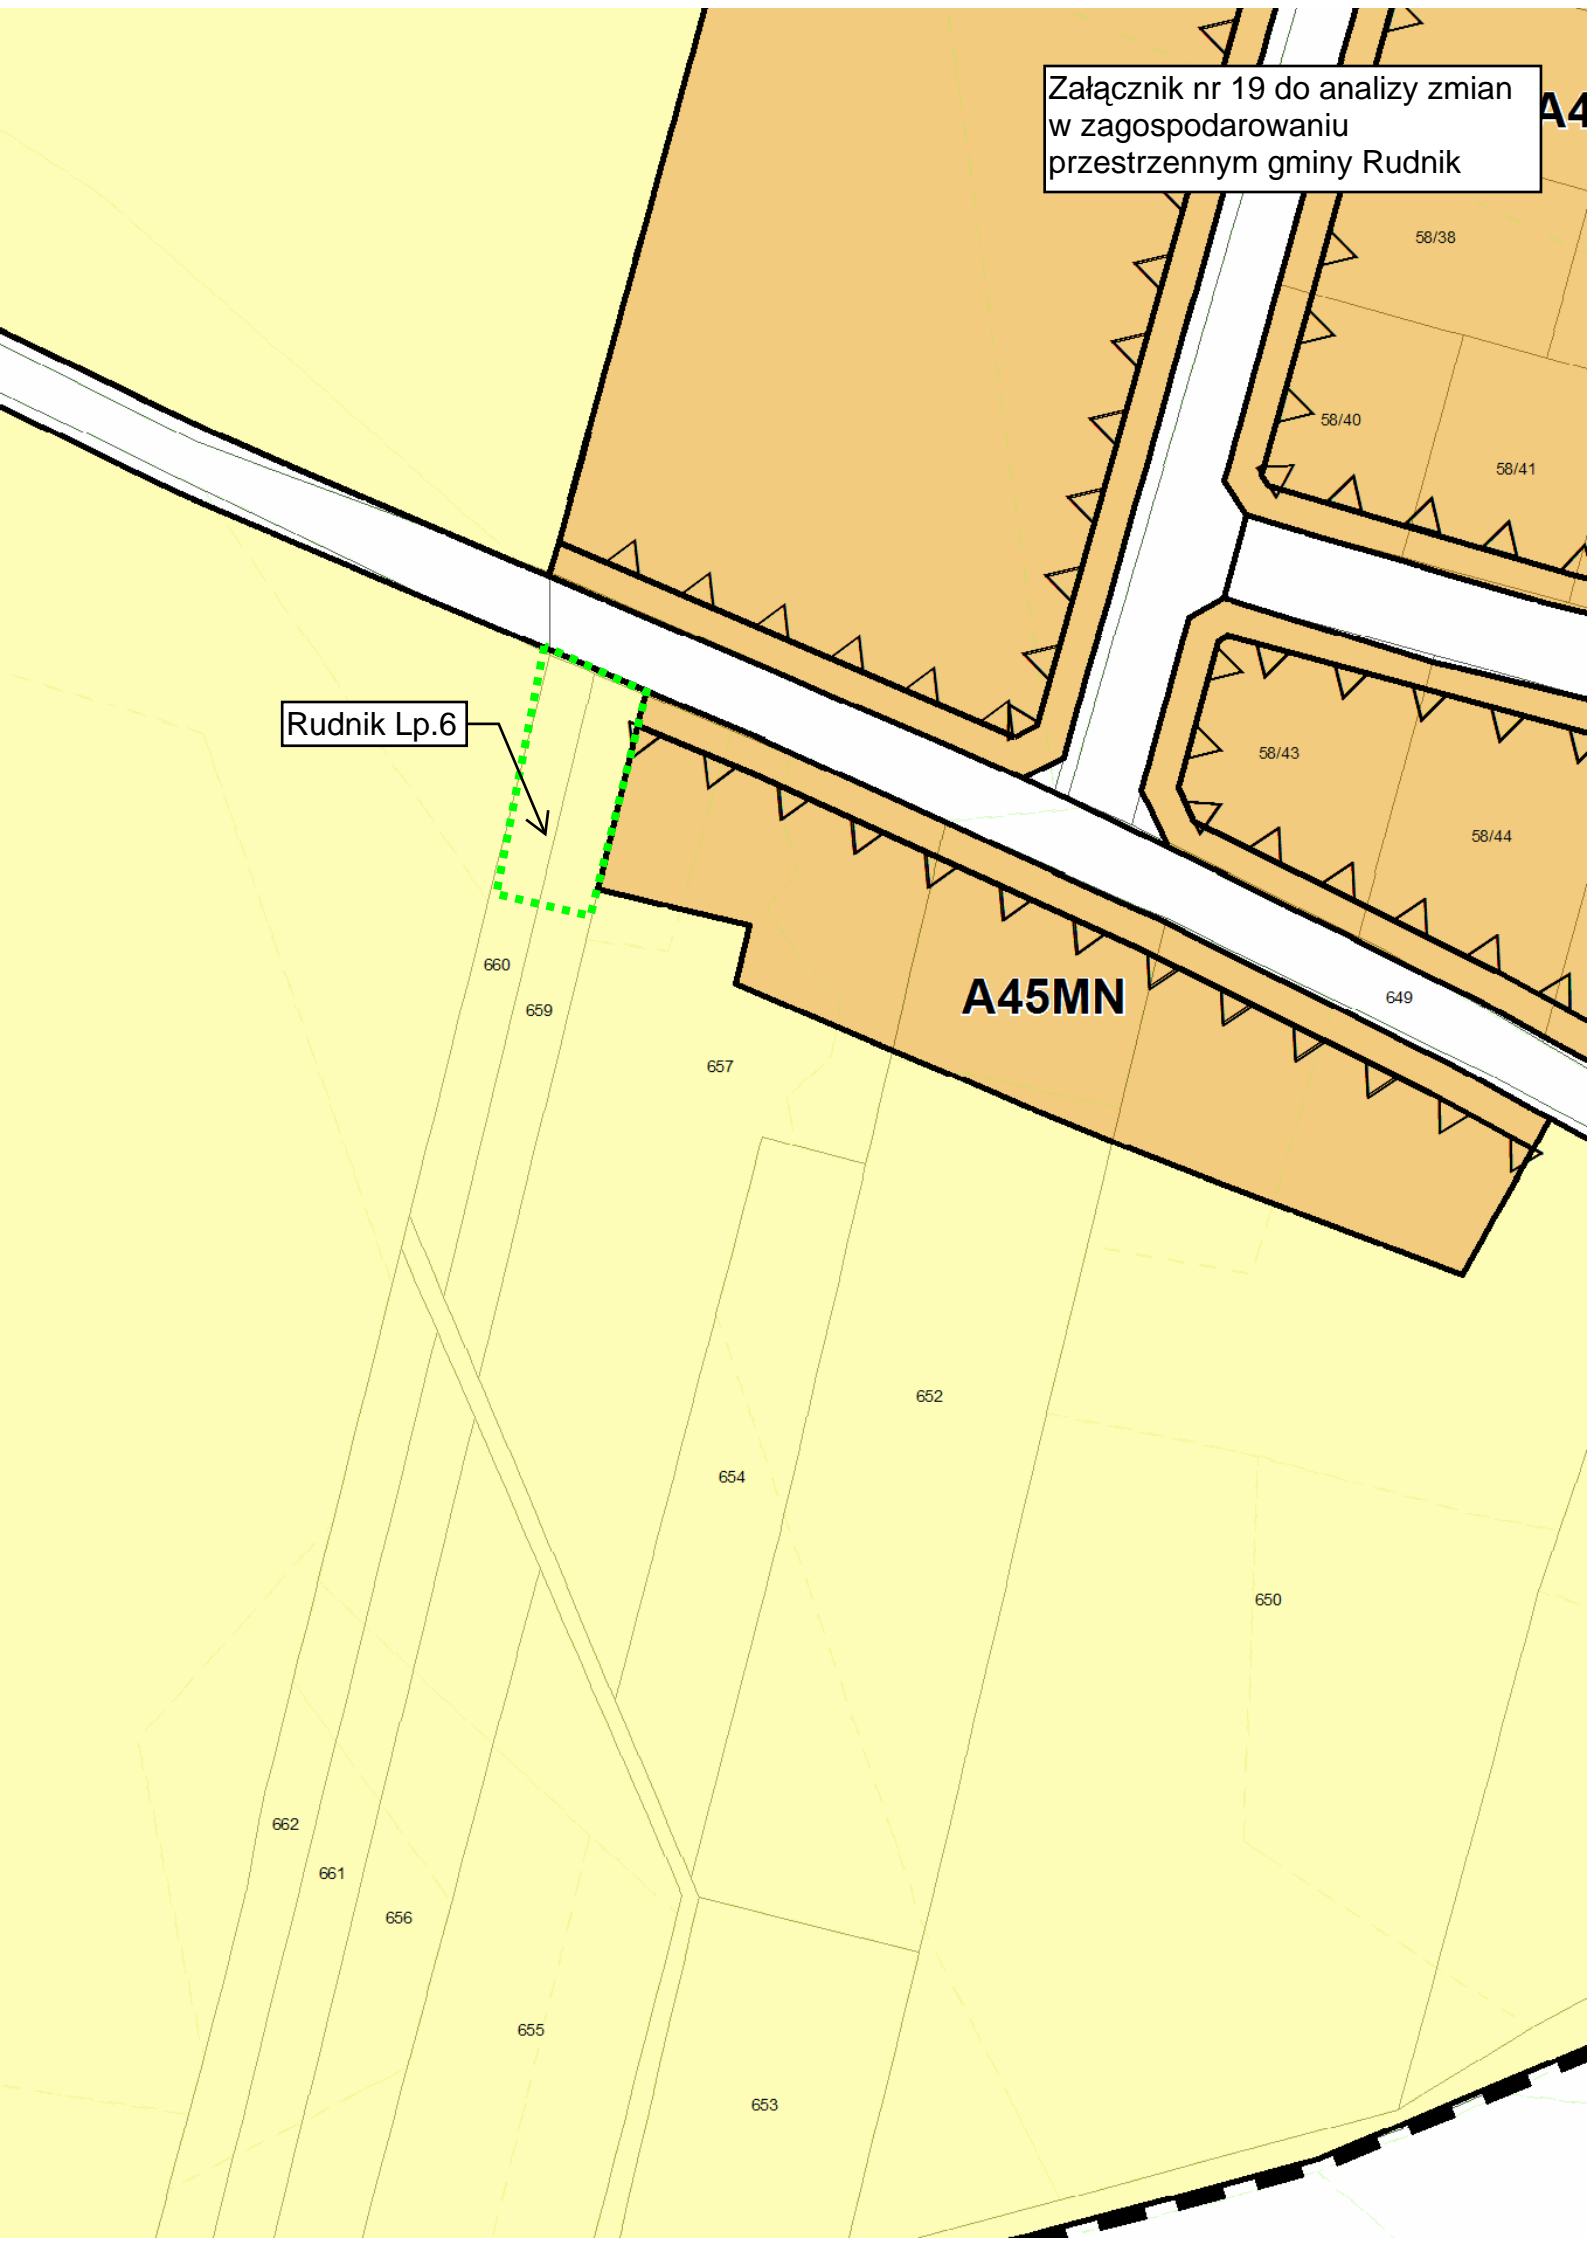 Załącznik nr 19 do analizy zmian
w zagospodarowaniu
przestrzennym gminy Rudnik
A4
58/38
58/40
58/41
Rudnik Lp.6
58/43
58/44
660
659
A45MN
649
657
652
654
650
662
661
656
655
653